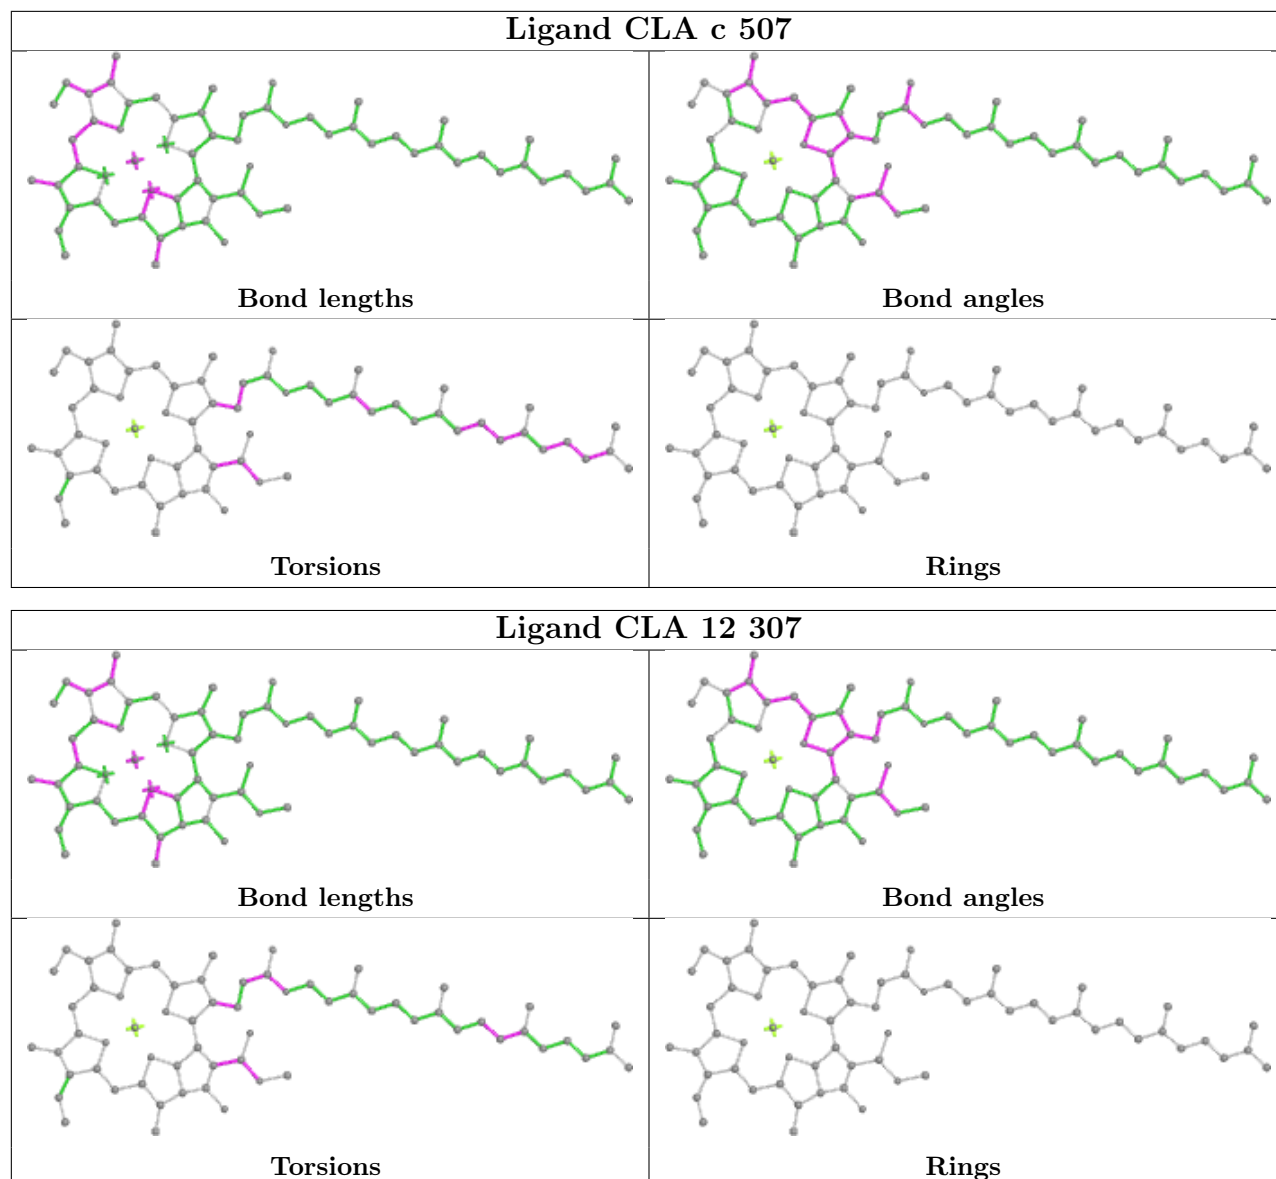 Ligand CLA c 507
Bond lengths
Bond angles
Torsions
Rings
Ligand CLA 12 307
Bond lengths
Bond angles
Torsions
Rings